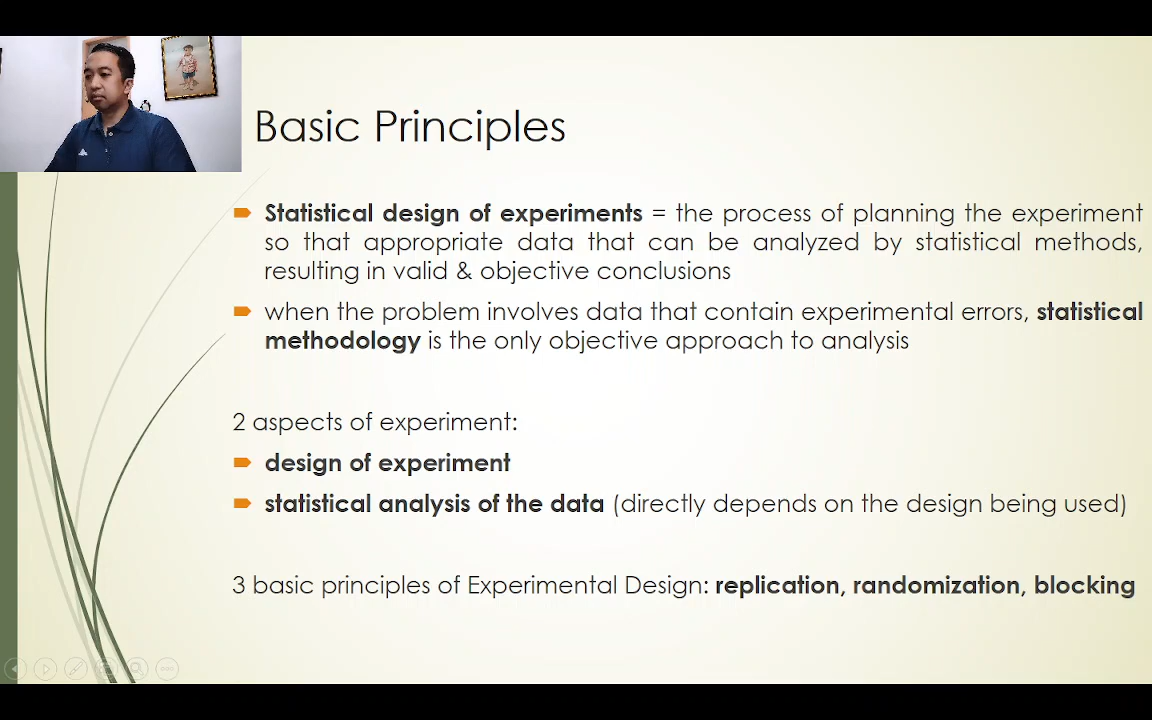 Basic Principles
Statistical design of experiments = the process of planning the experiment
so that appropriate data that can be analyzed by statistical methods,
resulting in valid & objective conclusions
when the problem involves data that contain experimental errors, statistical
methodology is the only objective approach to analysis
2 aspects of experiment:
design of experiment
statistical analysis of the data (directly depends on the design being used)
3 basic principles of Experimental Design: replication, randomization, blocking